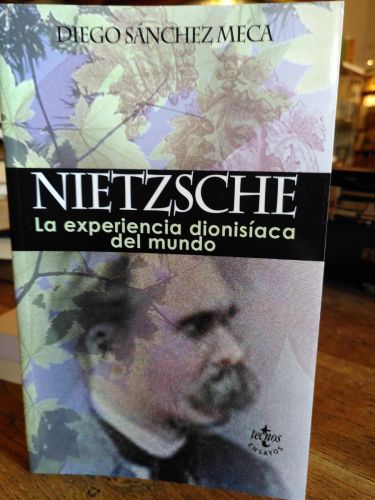 DIEGO SÁNCHEZ MECA
NIETZSCHE
La experiencia dionisíaca
del mundo
tecnos
ENSAYOS